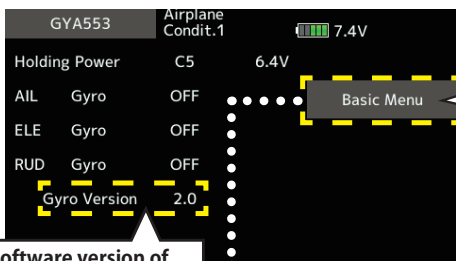 GYA553 Airplane Condit.1 7.4V
Holding Power C5 6.4V
AIL Gyro OFF
Basic Menu
ELE Gyro OFF
RUD Gyro OFF
Gyro Version 2.0
oftware version of